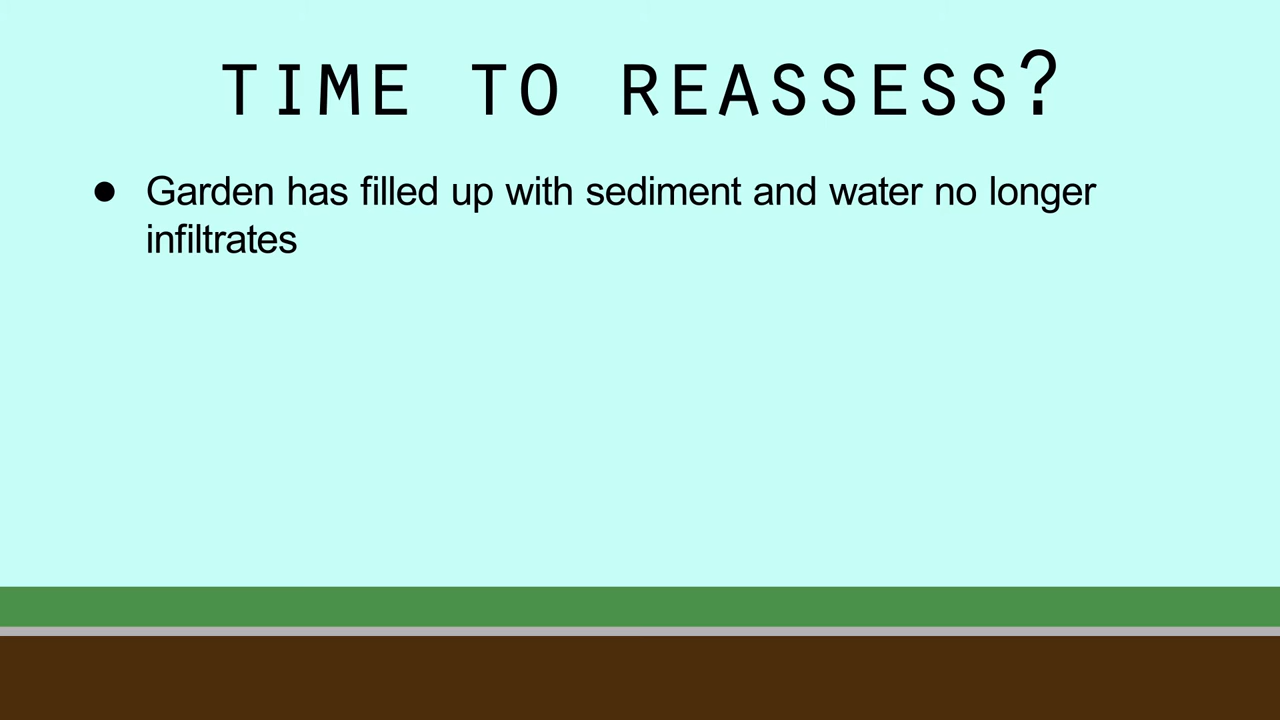 TIME TO REASSESS?
● Garden has filled up with sediment and water no longer
infiltrates